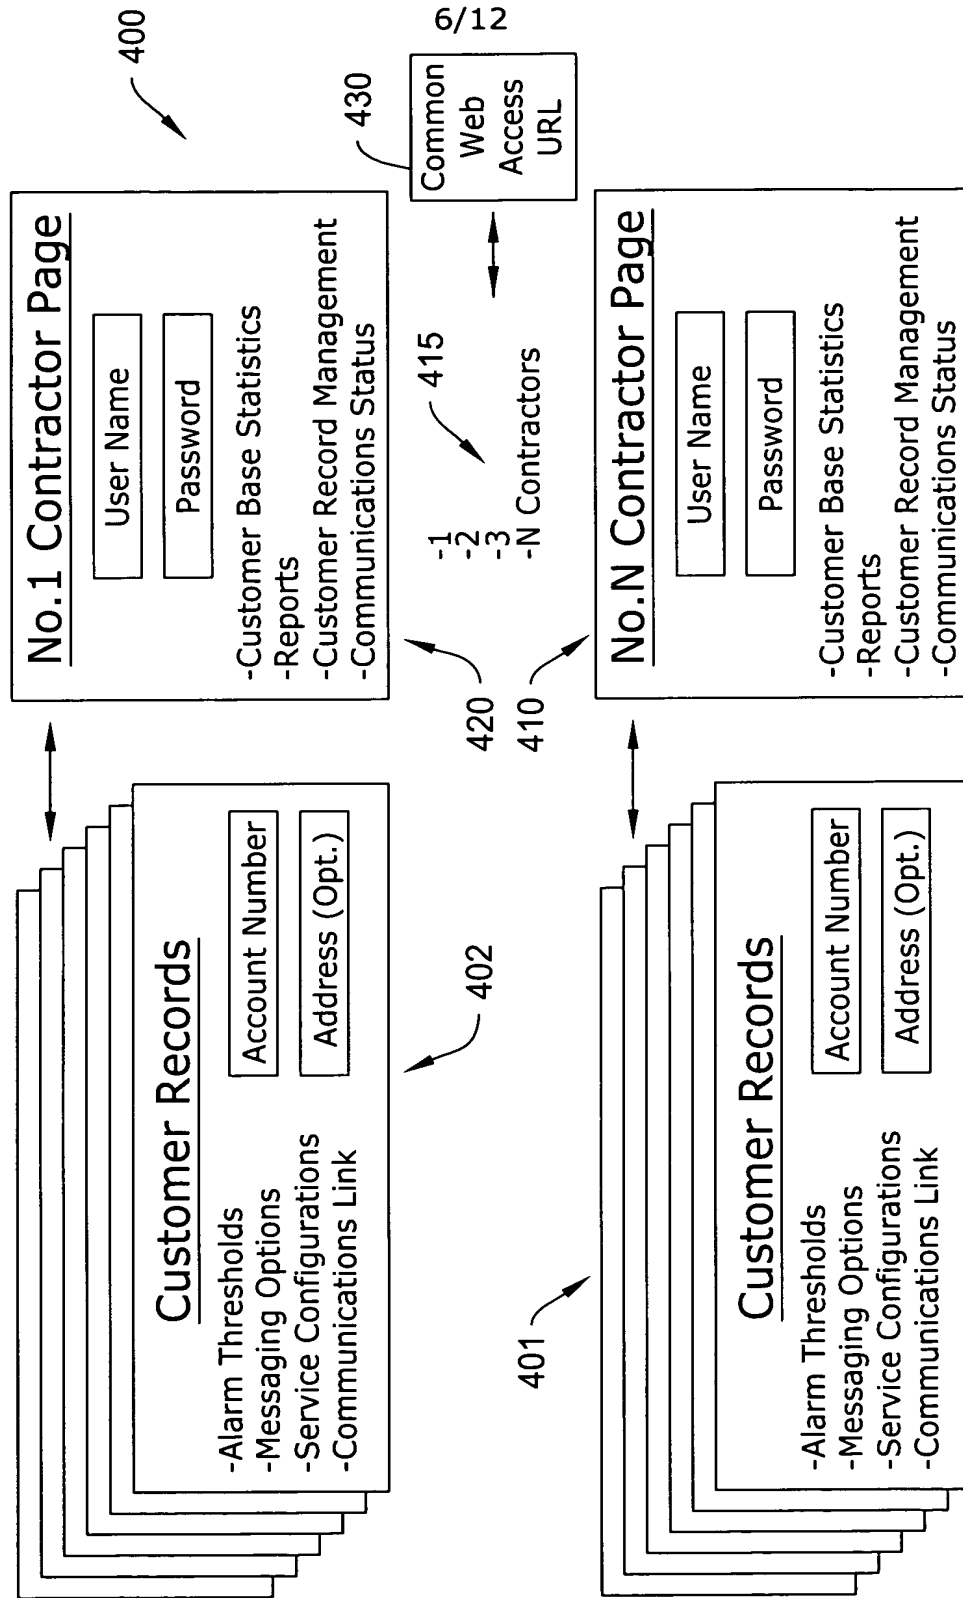 6/12
400
No.1 Contractor Page
User Name
Password
-Customer Base Statistics
-Reports
-Customer Record Management
-Communications Status
420
Customer Records
Account Number
Address (Opt.)
-Alarm Thresholds
-Messaging Options
-Service Configurations
-Communications Link
402
415
-1
-2
-3
-N Contractors
430
Common
Web
Access
URL
410
No.N Contractor Page
User Name
Password
-Customer Base Statistics
-Reports
-Customer Record Management
-Communications Status
401
Customer Records
Account Number
Address (Opt.)
-Alarm Thresholds
-Messaging Options
-Service Configurations
-Communications Link